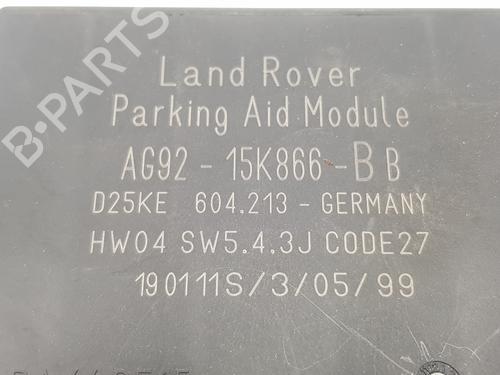 B-PARTS
Land Rover
Parking Aid Module
AG92-15K866-BB
D25KE 604.213-GERMANY
HW04 SW5.4.3J CODE27
190111S/3/05/99